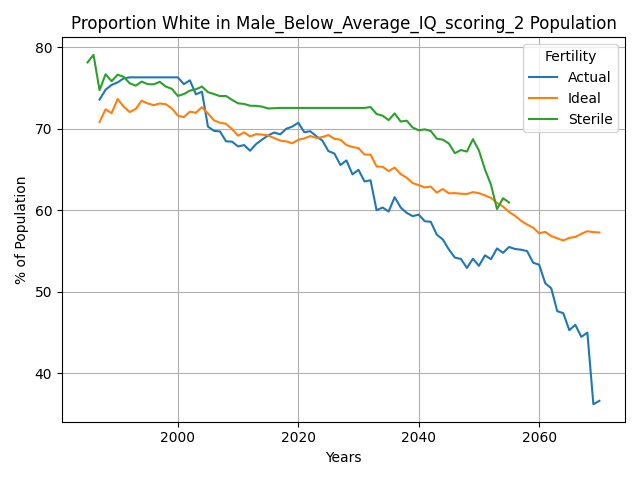 Proportion White in Male_Below_Average_IQ_scoring_2 Population
Fertility
Actual
Ideal
Sterile
% of Population
80
70
60
50
40
2000
2020
2040
2060
Years